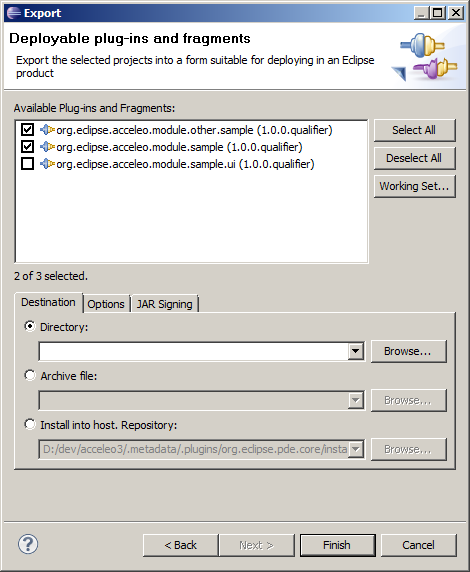 Export
Deployable plug-ins and fragments
Export the selected projects into a form suitable for deploying in an Eclipse
product
Available Plug-ins and Fragments:
org.eclipse.acceleo.module.other.sample (1.0.0.qualifier)
org.eclipse.acceleo.module.sample (1.0.0.qualifier)
org.eclipse.acceleo.module.sample.ui (1.0.0.qualifier)
Select All
Deselect All
Working Set...
2 of 3 selected.
Destination
Options
JAR Signing
Directory:
Browse...
Archive file:
Browse...
Install into host. Repository:
D:/dev/acceleo3/.metadata/.plugins/org.eclipse.pde.core/insta
Browse...
?
< Back
Next >
Finish
Cancel